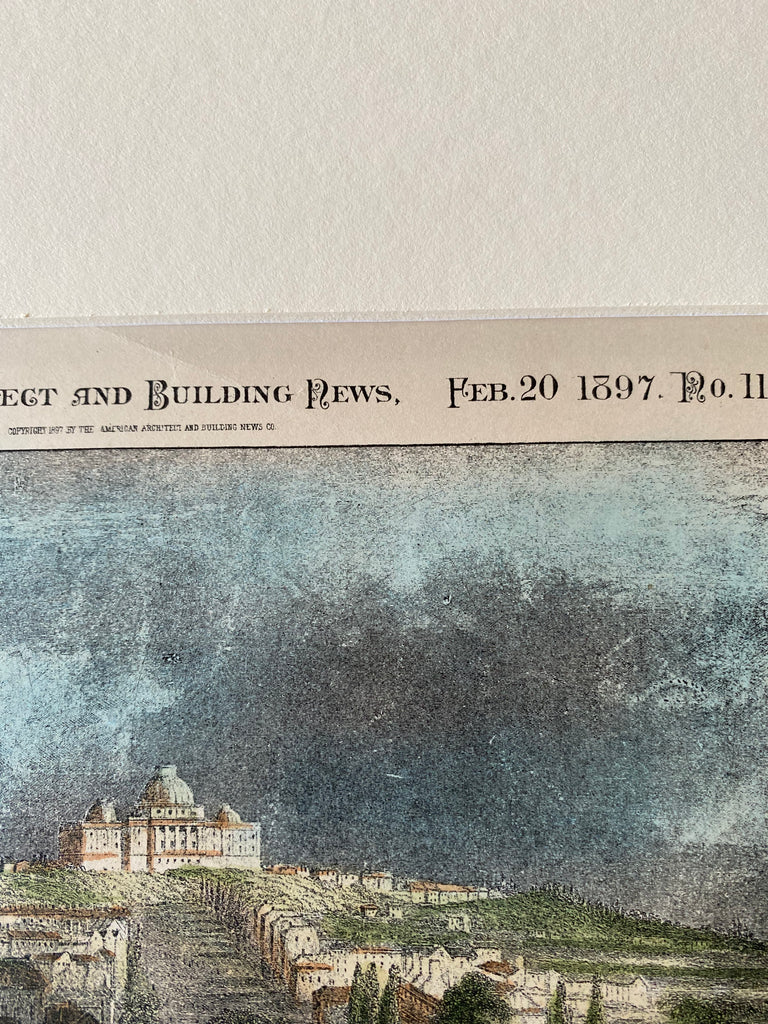 ECT AND BUILDING NEWS, FEB. 20 1897. No. 11
COPYRIGHT 1897 BY THE AMERICAN ARCHITECT AND BUILDING NEWS CO.